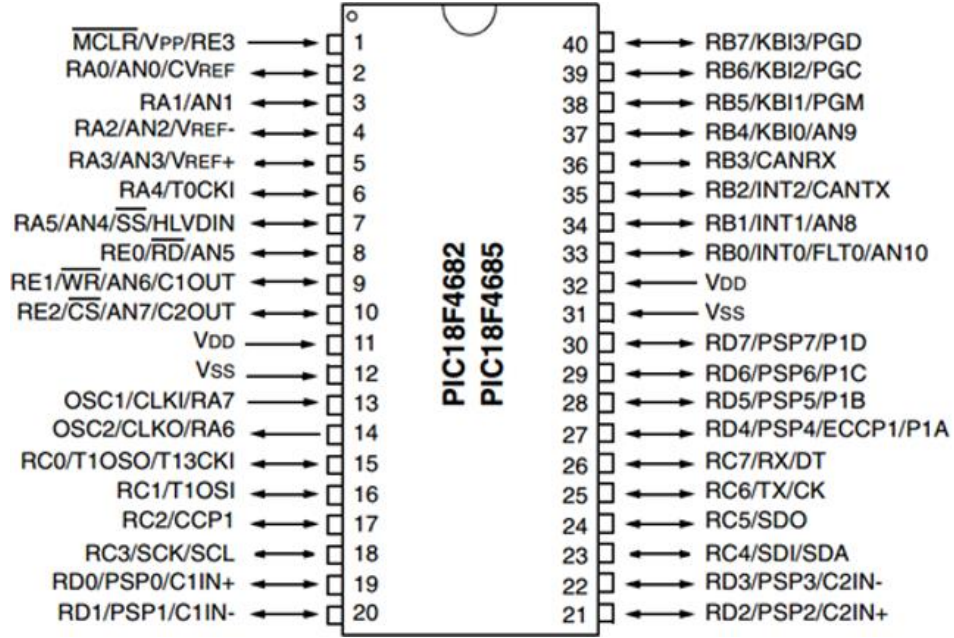 MCLR/VPP/RE3 1
RA0/AN0/CVREF 2
RA1/AN1 3
RA2/AN2/VREF- 4
RA3/AN3/VREF+ 5
RA4/T0CKI 6
RA5/AN4/SS/HLVDIN 7
RE0/RD/AN5 8
RE1/WR/AN6/C1OUT 9
RE2/CS/AN7/C2OUT 10
VDD 11
VSS 12
OSC1/CLKI/RA7 13
OSC2/CLKO/RA6 14
RC0/T1OSO/T13CKI 15
RC1/T1OSI 16
RC2/CCP1 17
RC3/SCK/SCL 18
RD0/PSP0/C1IN+ 19
RD1/PSP1/C1IN- 20
PIC18F4682
PIC18F4685
40 RB7/KBI3/PGD
39 RB6/KBI2/PGC
38 RB5/KBI1/PGM
37 RB4/KBI0/AN9
36 RB3/CANRX
35 RB2/INT2/CANTX
34 RB1/INT1/AN8
33 RB0/INT0/FLT0/AN10
32 VDD
31 VSS
30 RD7/PSP7/P1D
29 RD6/PSP6/P1C
28 RD5/PSP5/P1B
27 RD4/PSP4/ECCP1/P1A
26 RC7/RX/DT
25 RC6/TX/CK
24 RC5/SDO
23 RC4/SDI/SDA
22 RD3/PSP3/C2IN-
21 RD2/PSP2/C2IN+